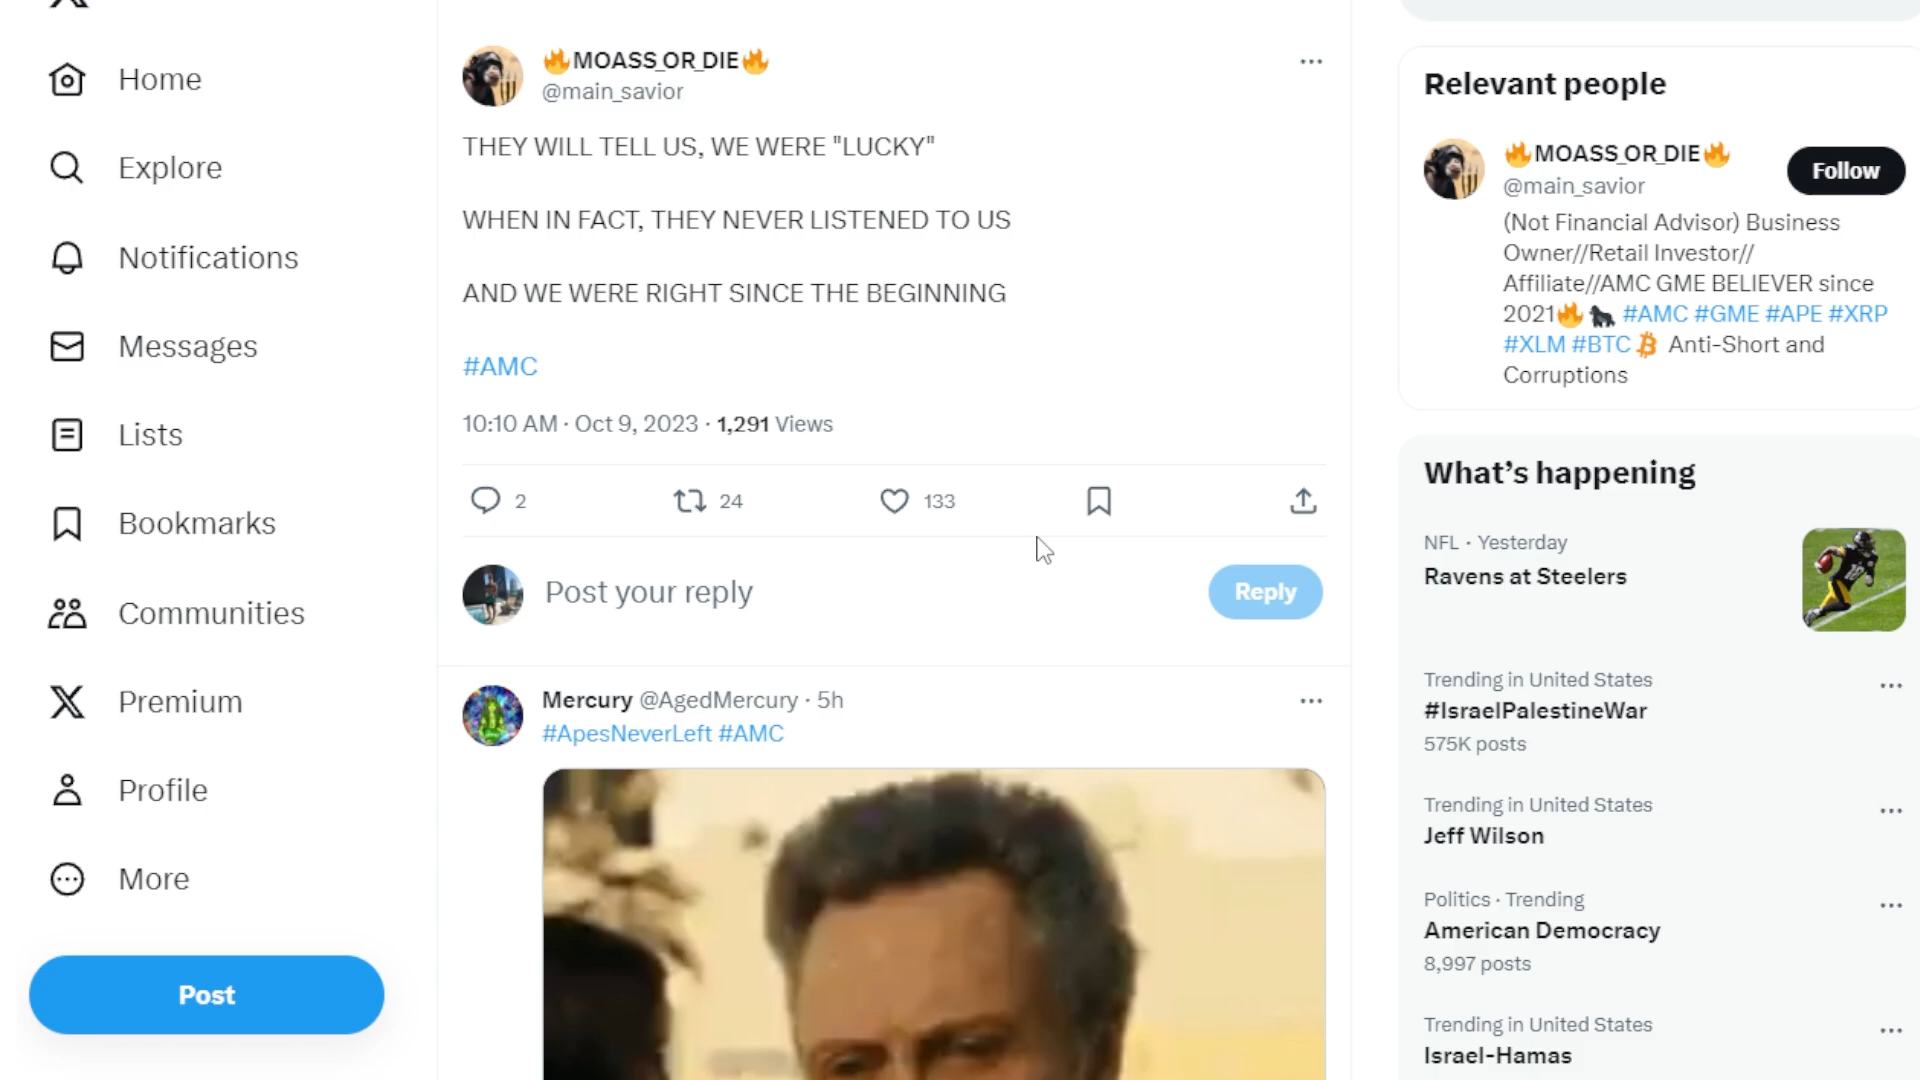 Home
Explore
Notifications
Messages
Lists
Bookmarks
Communities
Premium
Profile
More
Post
🔥MOASS_OR_DIE🔥
@main_savior
THEY WILL TELL US, WE WERE "LUCKY"
WHEN IN FACT, THEY NEVER LISTENED TO US
AND WE WERE RIGHT SINCE THE BEGINNING
#AMC
10:10 AM · Oct 9, 2023 · 1,291 Views
2 24 133
Post your reply
Reply
Mercury @AgedMercury · 5h
#ApesNeverLeft #AMC
Relevant people
🔥MOASS_OR_DIE🔥
@main_savior
Follow
(Not Financial Advisor) Business
Owner//Retail Investor//
Affiliate//AMC GME BELIEVER since
2021🔥🦍 #AMC #GME #APE #XRP
#XLM #BTC Anti-Short and
Corruptions
What's happening
NFL · Yesterday
Ravens at Steelers
Trending in United States
#IsraelPalestineWar
575K posts
Trending in United States
Jeff Wilson
Politics · Trending
American Democracy
8,997 posts
Trending in United States
Israel-Hamas